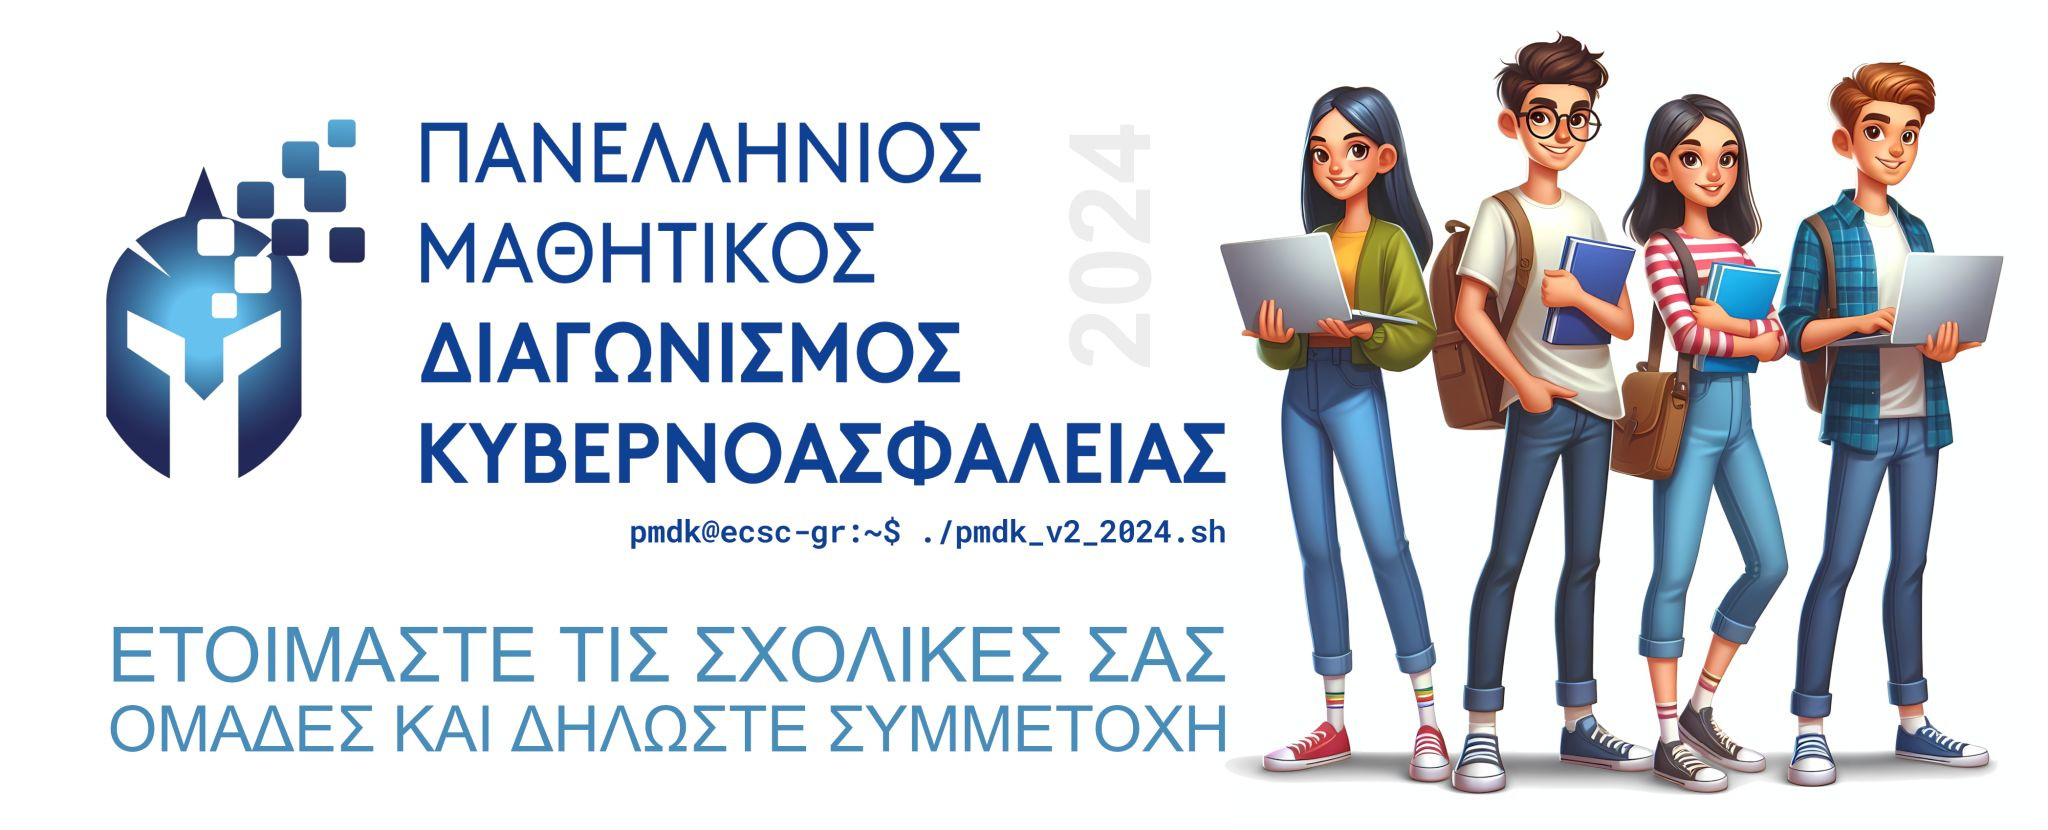 ΠΑΝΕΛΛΗΝΙΟΣ
ΜΑΘΗΤΙΚΟΣ
ΔΙΑΓΩΝΙΣΜΟΣ
ΚΥΒΕΡΝΟΑΣΦΑΛΕΙΑΣ
2024
pmdk@ecsc-gr:~$ ./pmdk_v2_2024.sh
ΕΤΟΙΜΑΣΤΕ ΤΙΣ ΣΧΟΛΙΚΕΣ ΣΑΣ
ΟΜΑΔΕΣ ΚΑΙ ΔΗΛΩΣΤΕ ΣΥΜΜΕΤΟΧΗ